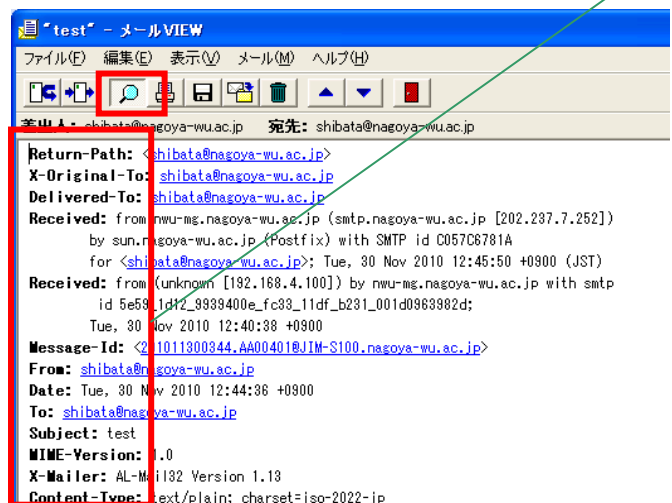 "test" - メールVIEW
ファイル(F) 編集(E) 表示(V) メール(M) ヘルプ(H)
差出人: shibata@nagoya-wu.ac.jp 宛先: shibata@nagoya-wu.ac.jp
Return-Path: <shibata@nagoya-wu.ac.jp>
X-Original-To: shibata@nagoya-wu.ac.jp
Delivered-To: shibata@nagoya-wu.ac.jp
Received: from nwu-mg.nagoya-wu.ac.jp (smtp.nagoya-wu.ac.jp [202.237.7.252])
by sun.nagoya-wu.ac.jp (Postfix) with SMTP id C057C6781A
for <shibata@nagoya-wu.ac.jp>; Tue, 30 Nov 2010 12:45:50 +0900 (JST)
Received: from (unknown [192.168.4.100]) by nwu-mg.nagoya-wu.ac.jp with smtp
id 5e59_1d12_9939400e_fc33_11df_b231_001d0963982d;
Tue, 30 Nov 2010 12:40:38 +0900
Message-Id: <201011300344.AA00401@JIM-S100.nagoya-wu.ac.jp>
From: shibata@nagoya-wu.ac.jp
Date: Tue, 30 Nov 2010 12:44:36 +0900
To: shibata@nagoya-wu.ac.jp
Subject: test
MIME-Version: 1.0
X-Mailer: AL-Mail32 Version 1.13
Content-Type: text/plain; charset=iso-2022-jp